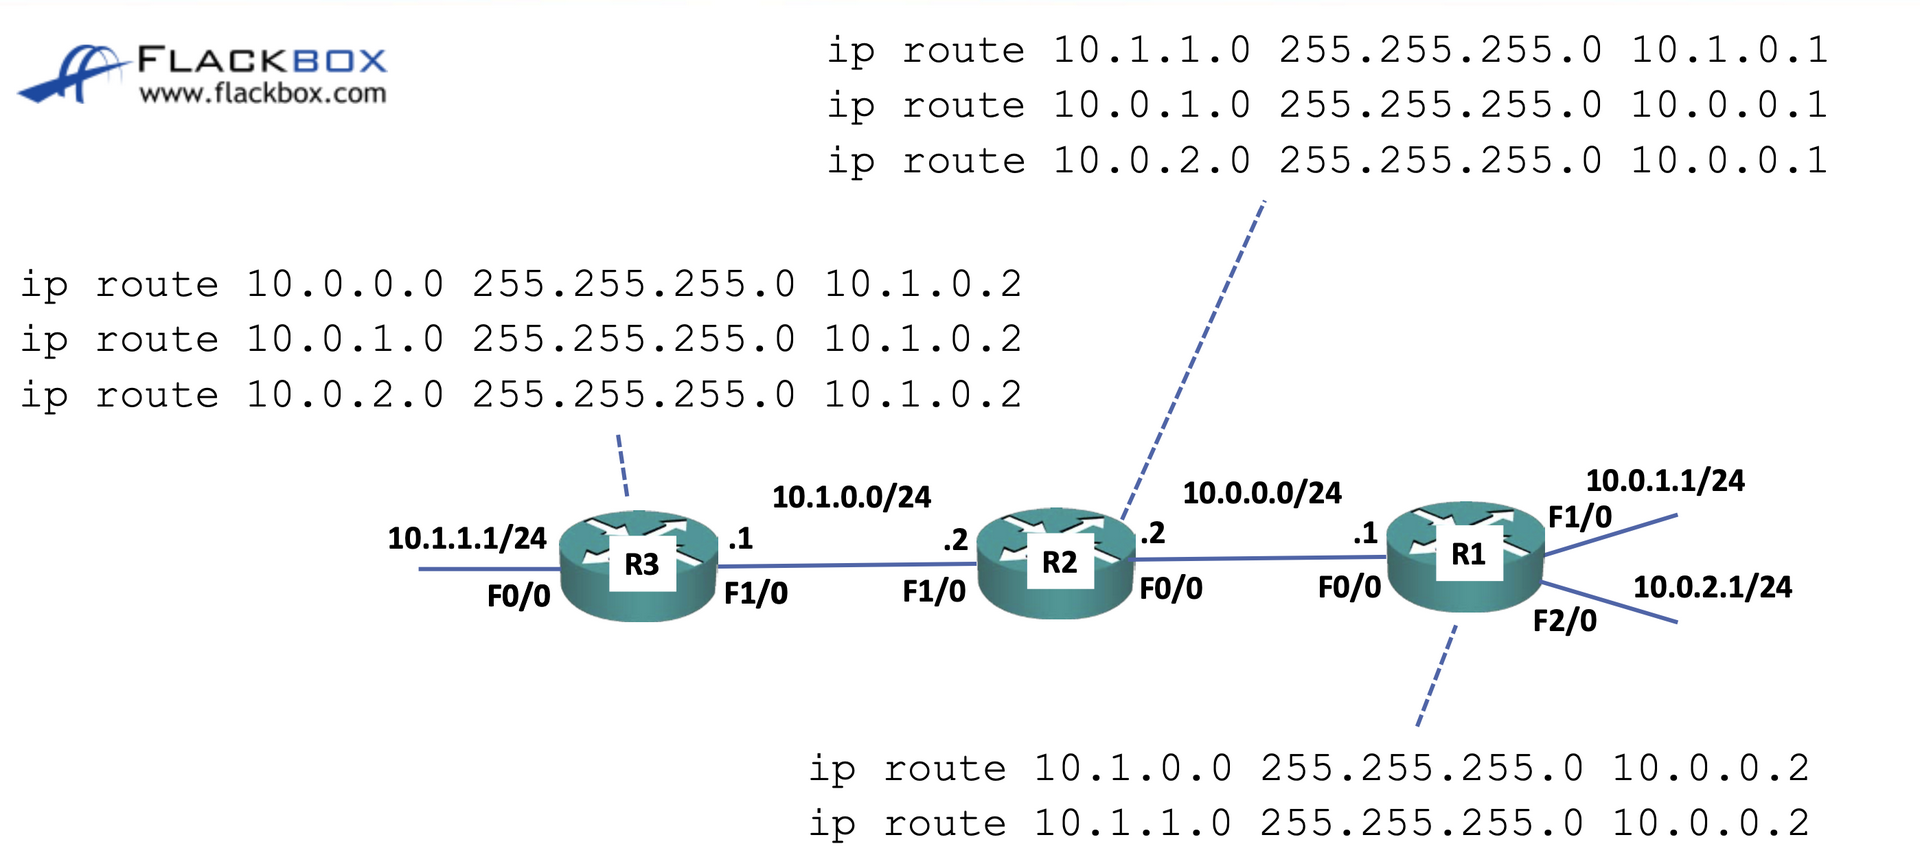 FLACKBOX
www.flackbox.com
ip route 10.1.1.0 255.255.255.0 10.1.0.1
ip route 10.0.1.0 255.255.255.0 10.0.0.1
ip route 10.0.2.0 255.255.255.0 10.0.0.1
ip route 10.0.0.0 255.255.255.0 10.1.0.2
ip route 10.0.1.0 255.255.255.0 10.1.0.2
ip route 10.0.2.0 255.255.255.0 10.1.0.2
10.1.1.1/24
F0/0
R3
.1
F1/0
10.1.0.0/24
.2
F1/0
R2
.2
F0/0
10.0.0.0/24
.1
F0/0
R1
10.0.1.1/24
F1/0
10.0.2.1/24
F2/0
ip route 10.1.0.0 255.255.255.0 10.0.0.2
ip route 10.1.1.0 255.255.255.0 10.0.0.2